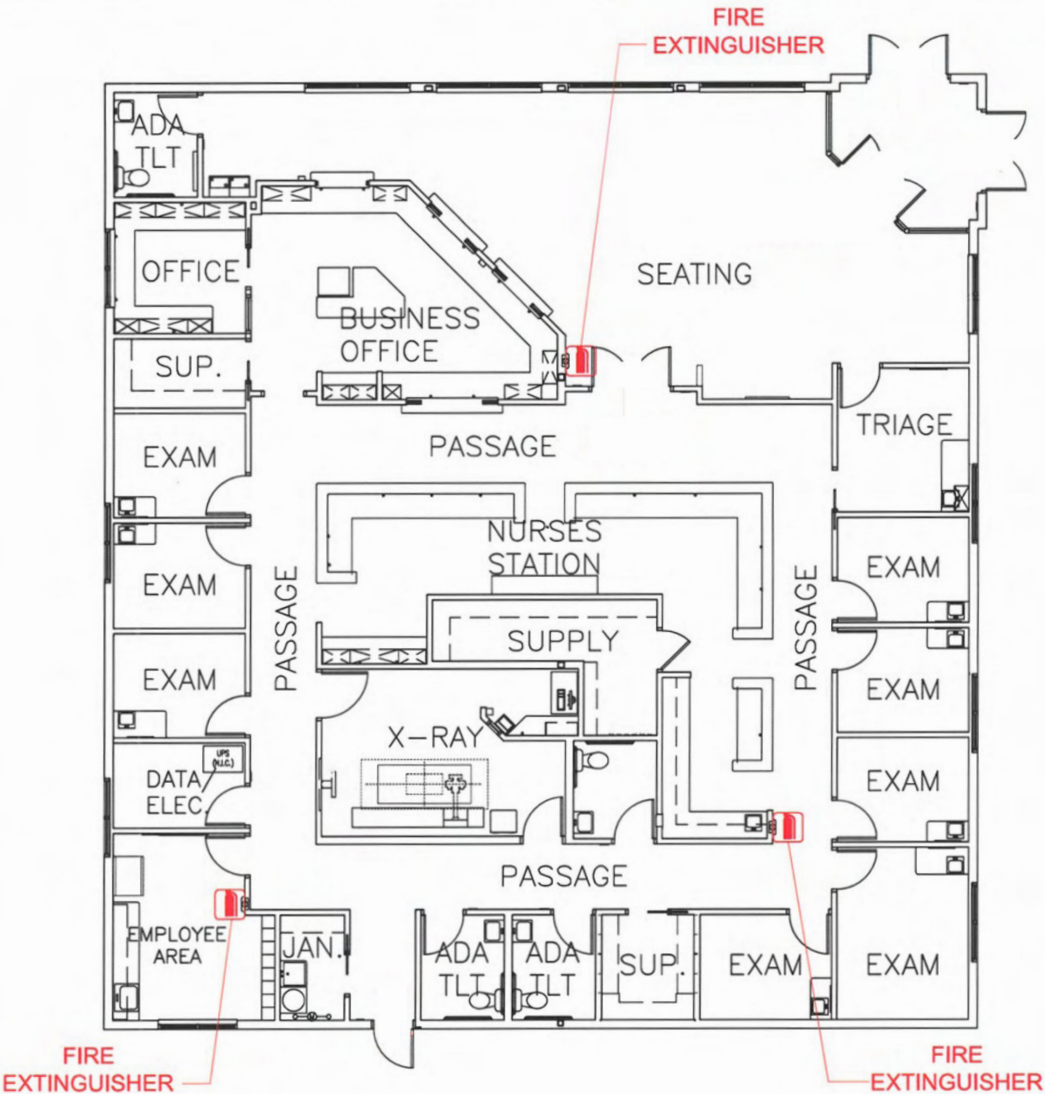 FIRE
EXTINGUISHER
ADA
TLT
OFFICE
SEATING
BUSINESS
OFFICE
SUP.
TRIAGE
EXAM
PASSAGE
NURSES
STATION
EXAM
EXAM
PASSAGE
PASSAGE
SUPPLY
EXAM
EXAM
X-RAY
UPS
(N.I.C.)
DATA
ELEC.
EXAM
PASSAGE
EMPLOYEE
AREA
JAN.
ADA
TLT
ADA
TLT
SUP.
EXAM
EXAM
FIRE
EXTINGUISHER
FIRE
EXTINGUISHER